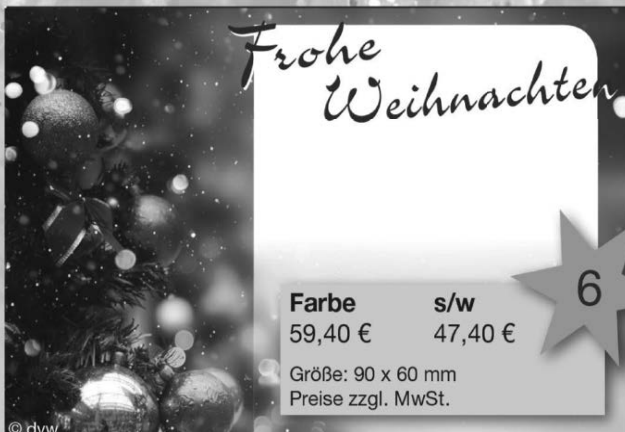 Frohe
Weihnachten
6
Farbe s/w
59,40 € 47,40 €
Größe: 90 x 60 mm
Preise zzgl. MwSt.
© dvw